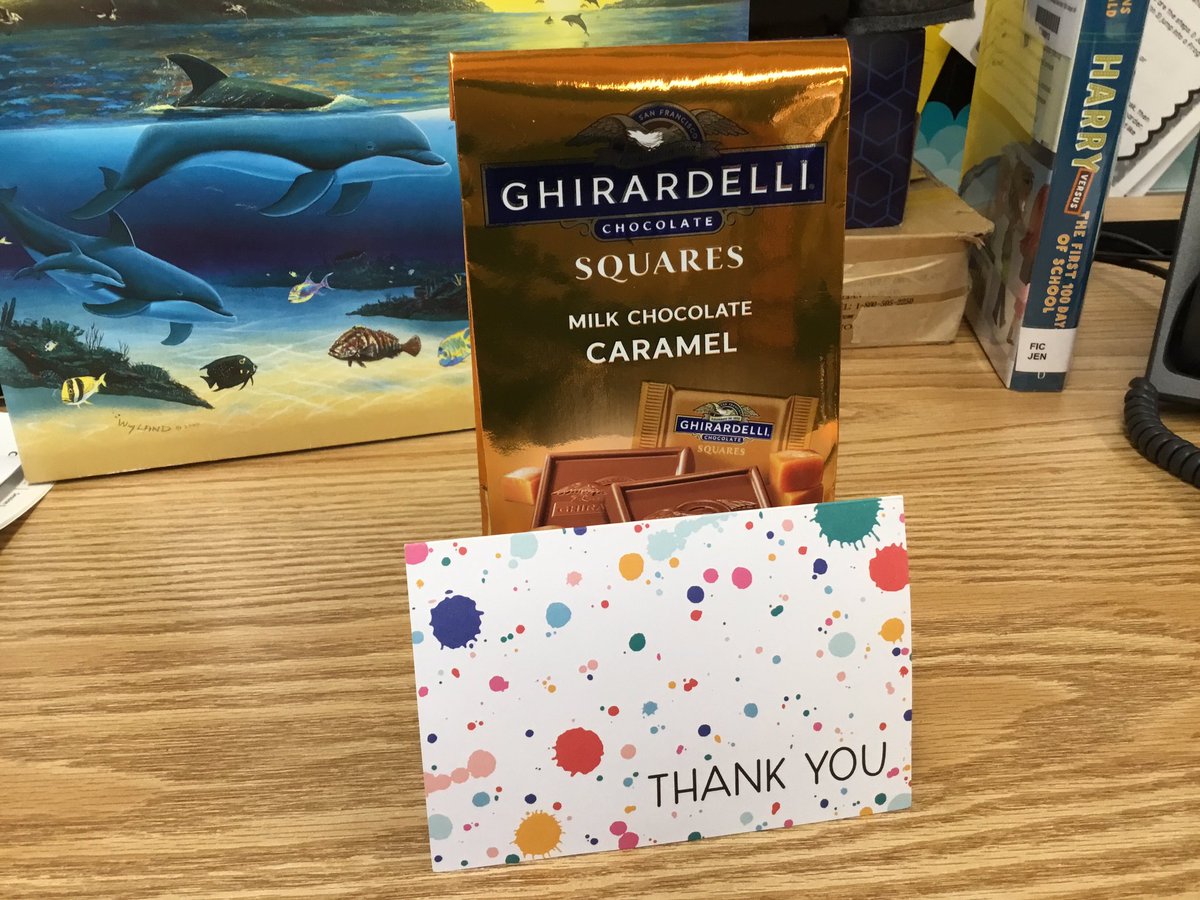 SAN FRANCISCO
GHIRARDELLI
CHOCOLATE
SQUARES
MILK CHOCOLATE
CARAMEL
GHIRARDELLI
CHOCOLATE
SQUARES
THANK YOU
WYLAND
HARRY
VERSUS
THE FIRST 100 DAYS
OF SCHOOL
FIC
JEN